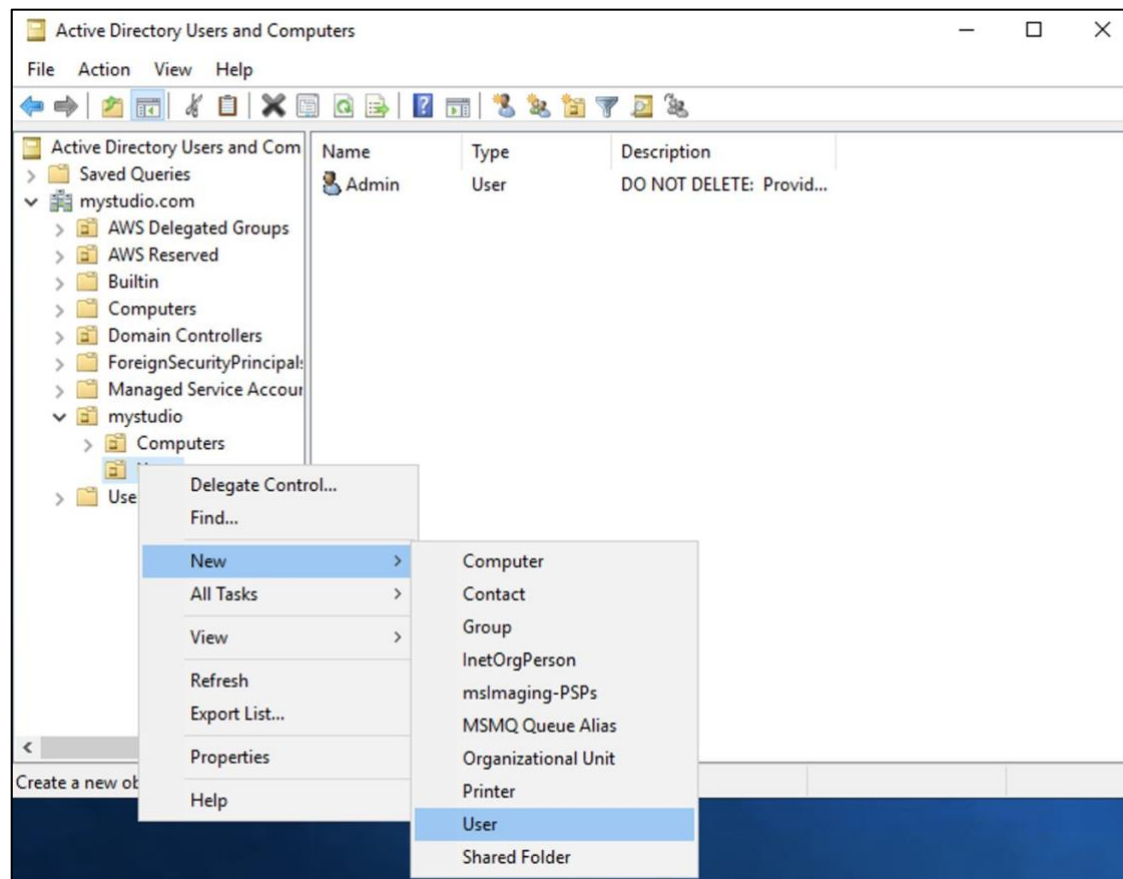 Active Directory Users and Computers
File Action View Help
Active Directory Users and Com
Saved Queries
mystudio.com
AWS Delegated Groups
AWS Reserved
Builtin
Computers
Domain Controllers
ForeignSecurityPrincipals
Managed Service Accour
mystudio
Computers
Use
Name Type Description
Admin User DO NOT DELETE: Provid...
Delegate Control...
Find...
New
All Tasks
View
Refresh
Export List...
Properties
Help
Computer
Contact
Group
InetOrgPerson
msImaging-PSPs
MSMQ Queue Alias
Organizational Unit
Printer
User
Shared Folder
Create a new ob